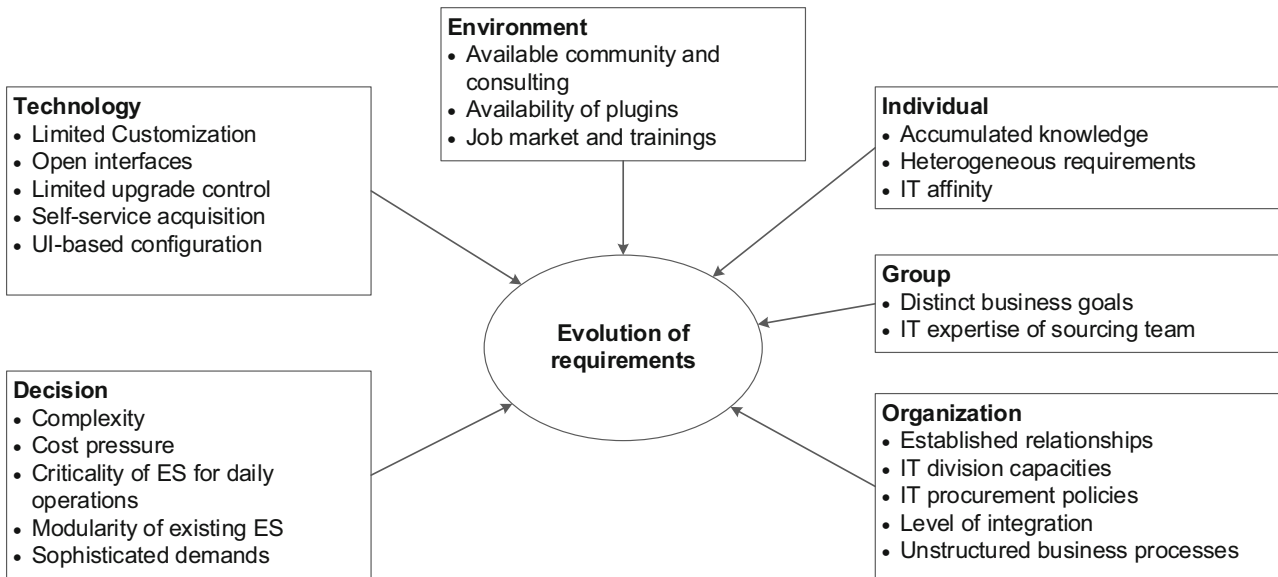 Environment
• Available community and
consulting
• Availability of plugins
• Job market and trainings
Technology
• Limited Customization
• Open interfaces
• Limited upgrade control
• Self-service acquisition
• UI-based configuration
Individual
• Accumulated knowledge
• Heterogeneous requirements
• IT affinity
Group
• Distinct business goals
• IT expertise of sourcing team
Evolution of
requirements
Decision
• Complexity
• Cost pressure
• Criticality of ES for daily
operations
• Modularity of existing ES
• Sophisticated demands
Organization
• Established relationships
• IT division capacities
• IT procurement policies
• Level of integration
• Unstructured business processes